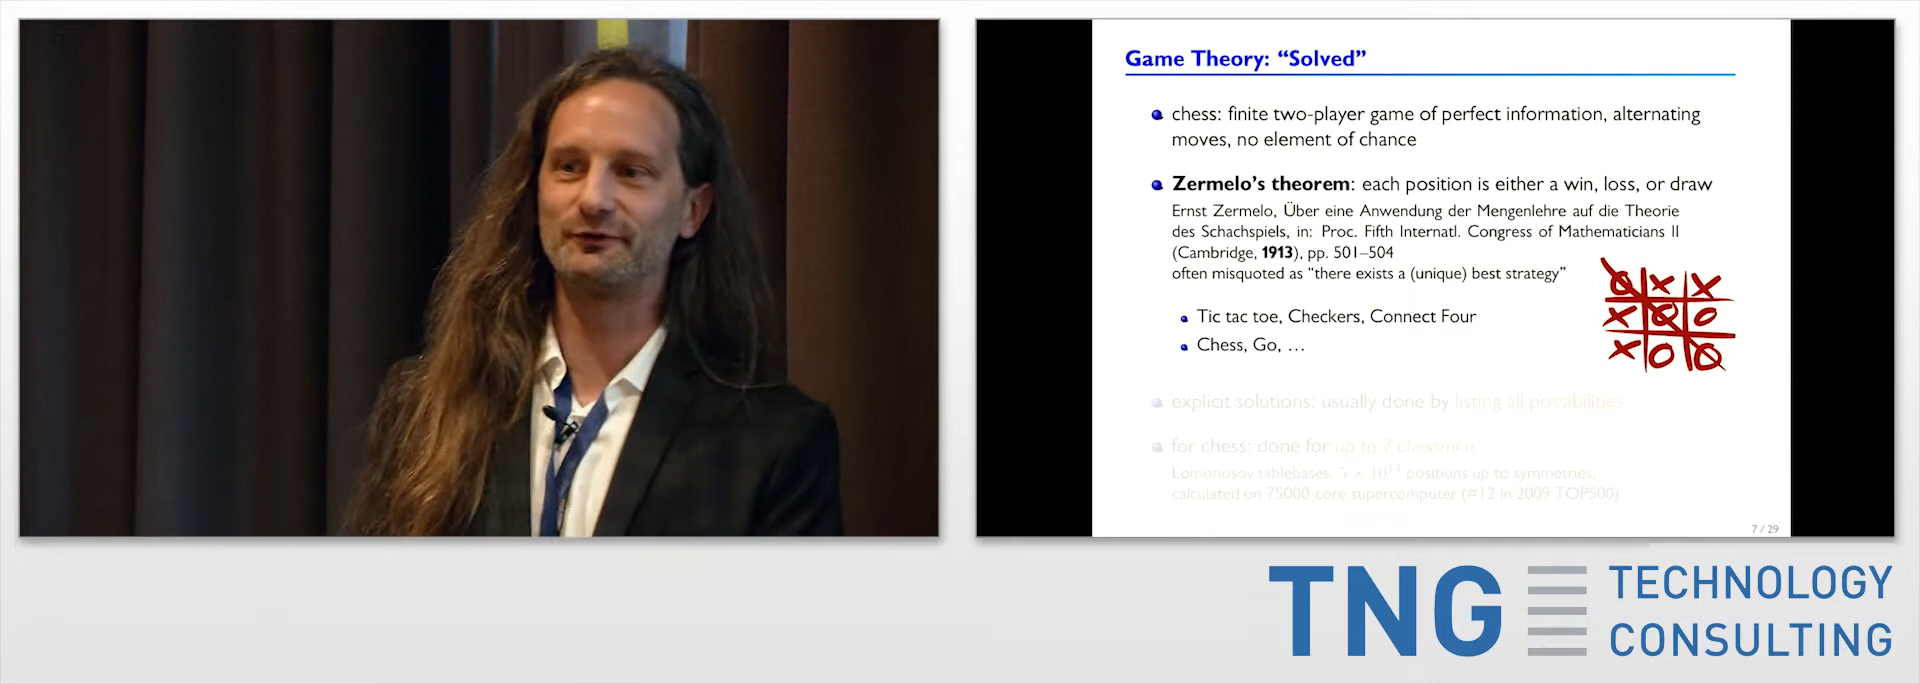 Game Theory: “Solved”
chess: finite two-player game of perfect information, alternating
moves, no element of chance
Zermelo’s theorem: each position is either a win, loss, or draw
Ernst Zermelo, Über eine Anwendung der Mengenlehre auf die Theorie
des Schachspiels, in: Proc. Fifth Internatl. Congress of Mathematicians II
(Cambridge, 1913), pp. 501–504
often misquoted as “there exists a (unique) best strategy”
Tic tac toe, Checkers, Connect Four
Chess, Go, …
O X X
X O O
X O O
explicit solutions: usually done by listing all possibilities
for chess: done for up to 7 chessmen
Lomonosov tablebases, positions up to symmetries,
calculated on 75000 core supercomputer (#12 in 2009 TOP500)
7 / 29
TNG TECHNOLOGY
CONSULTING